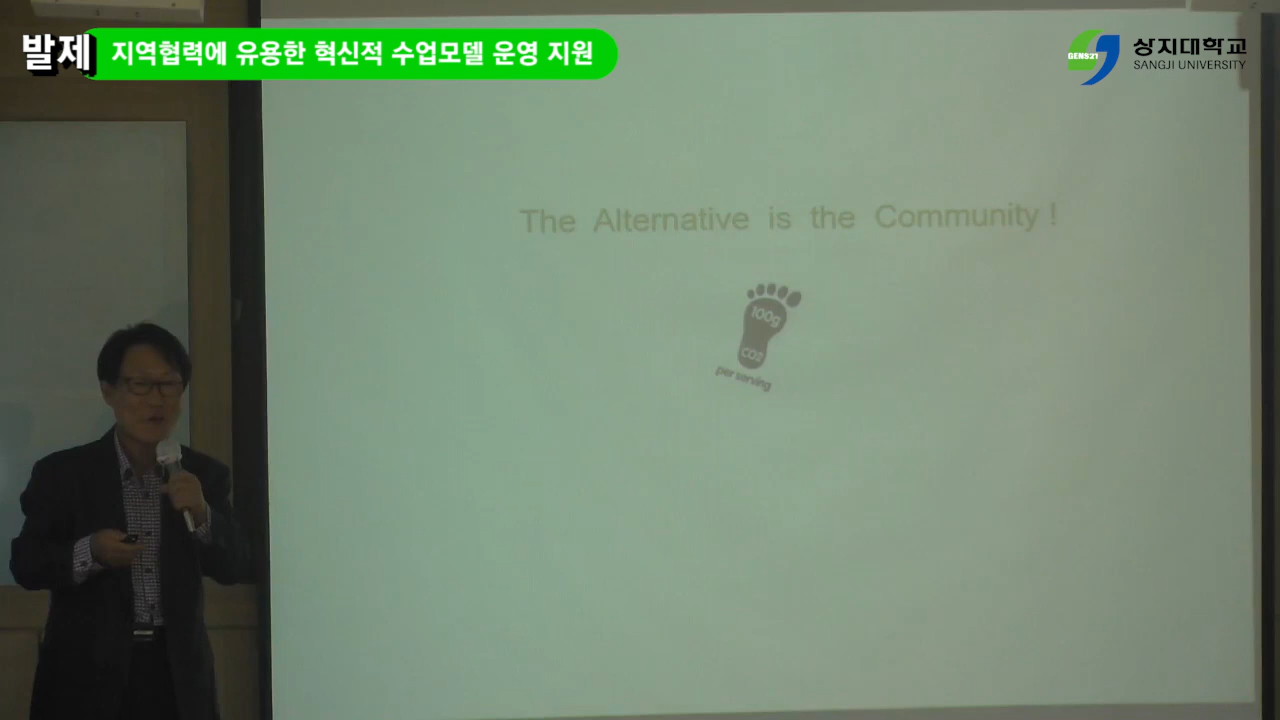 발제 지역협력에 유용한 혁신적 수업모델 운영 지원
GENS21
상지대학교
SANGJI UNIVERSITY
The Alternative is the Community !
100g
CO2
per serving